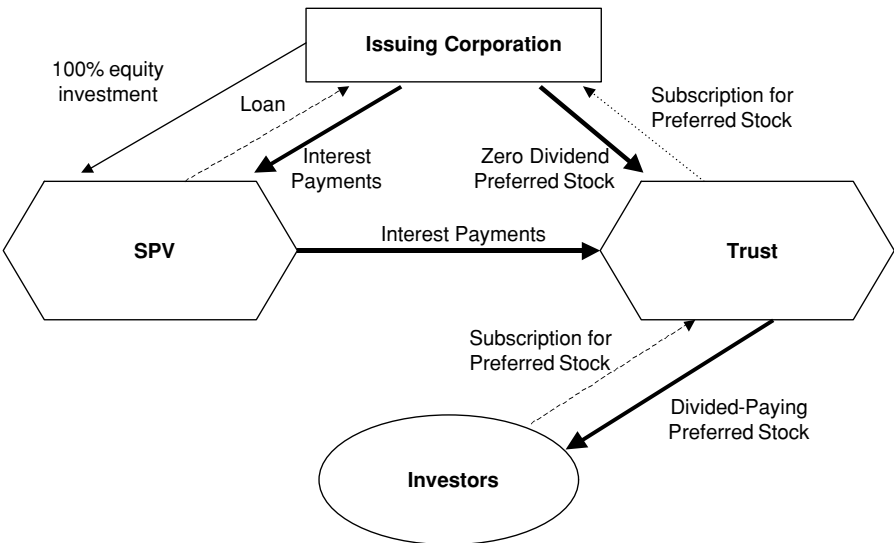 Issuing Corporation
100% equity
investment
Loan
Subscription for
Preferred Stock
Interest
Payments
Zero Dividend
Preferred Stock
SPV
Interest Payments
Trust
Subscription for
Preferred Stock
Divided-Paying
Preferred Stock
Investors